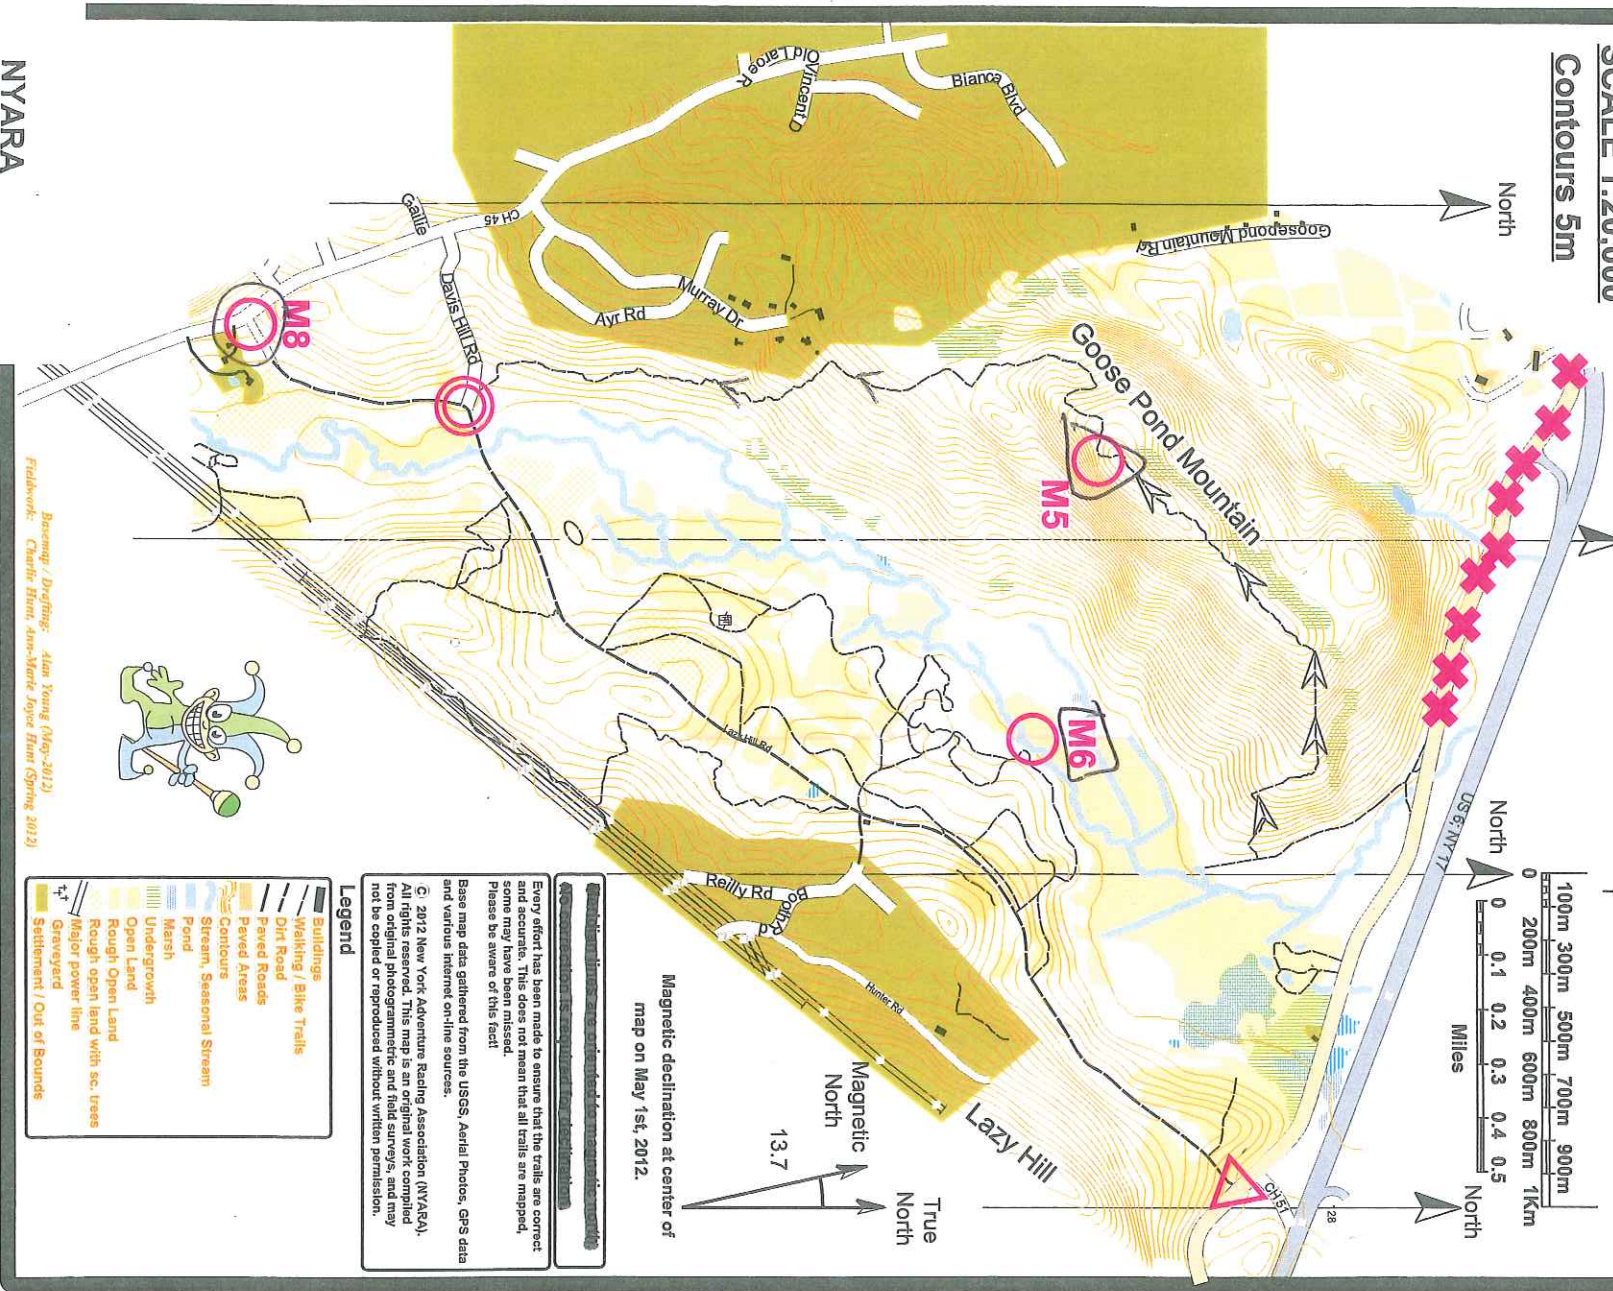 SCALE 1:20,000
Contours 5m
NYARA
North
North
North
0 100m 200m 300m 400m 500m 600m 700m 800m 900m 1Km
0 0.1 0.2 0.3 0.4 0.5
Miles
Bianca Blvd
Old Laroe R
Vincent D
CH 45
Gailie
Davis Hill Rd
Ayr Rd
Murray Dr
Goosepond Mountain Rd
Goose Pond Mountain
US 6; NY 17
M5
M6
M8
Lazy Hill Rd
Reilly Rd
Booth Rd
Hunter Rd
Lazy Hill
CH 51
128
True
North
Magnetic
North
13.7
Magnetic declination at center of
map on May 1st, 2012.
Every effort has been made to ensure that the trails are correct
and accurate. This does not mean that all trails are mapped,
some may have been missed.
Please be aware of this fact!
Base map data gathered from the USGS, Aerial Photos, GPS data
and various internet on-line sources.
© 2012 New York Adventure Racing Association (NYARA).
All rights reserved. This map is an original work compiled
from original photogrammetric and field surveys, and may
not be copied or reproduced without written permission.
Legend
Buildings
Walking / Bike Trails
Dirt Road
Paved Roads
Paved Areas
Contours
Stream, Seasonal Stream
Pond
Marsh
Undergrowth
Open Land
Rough Open Land
Rough open land with sc. trees
Major power line
Graveyard
Settlement / Out of Bounds
Basemap / Drafting: Alan Young (May-2012)
Fieldwork: Charlie Hunt, Ann-Marie Joyce Hunt (Spring 2012)